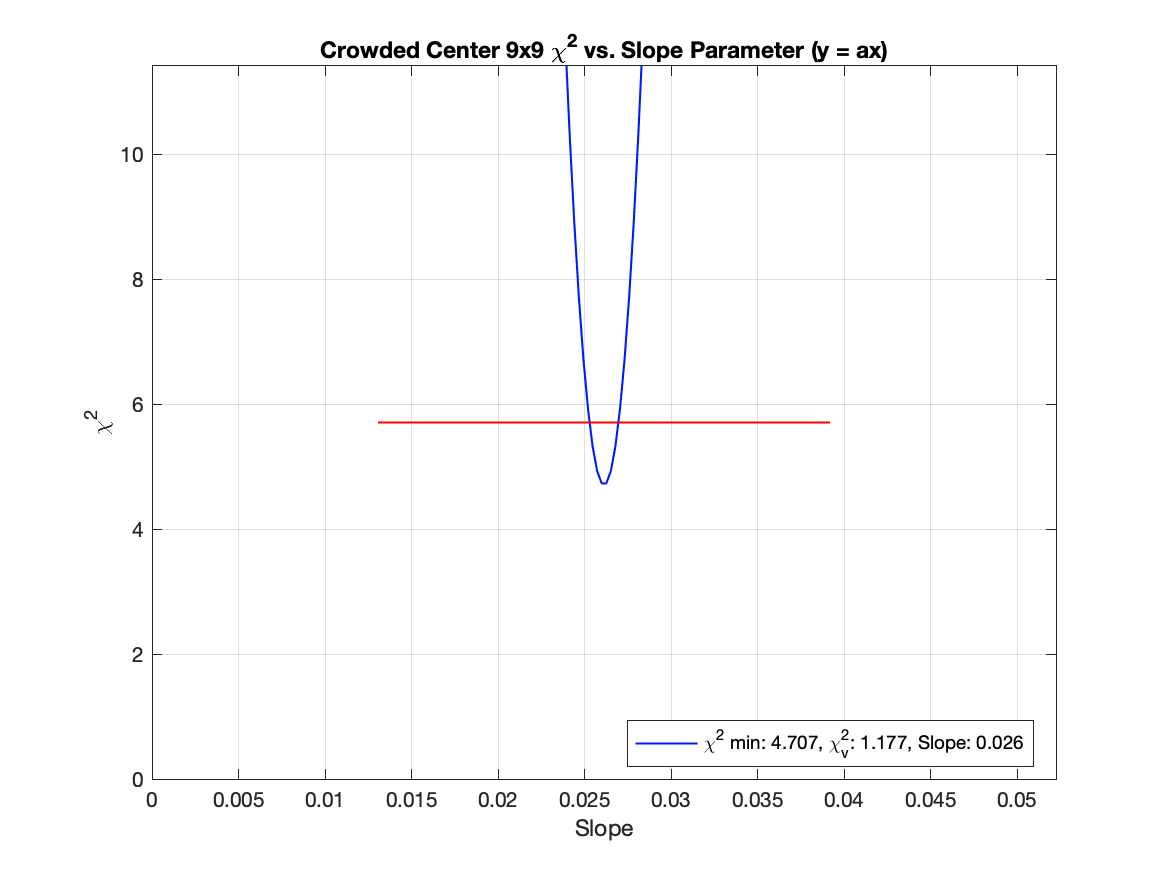 Crowded Center 9x9 χ² vs. Slope Parameter (y = ax)
10
8
6
4
2
0
χ²
0 0.005 0.01 0.015 0.02 0.025 0.03 0.035 0.04 0.045 0.05
Slope
χ² min: 4.707, χ²ᵥ: 1.177, Slope: 0.026